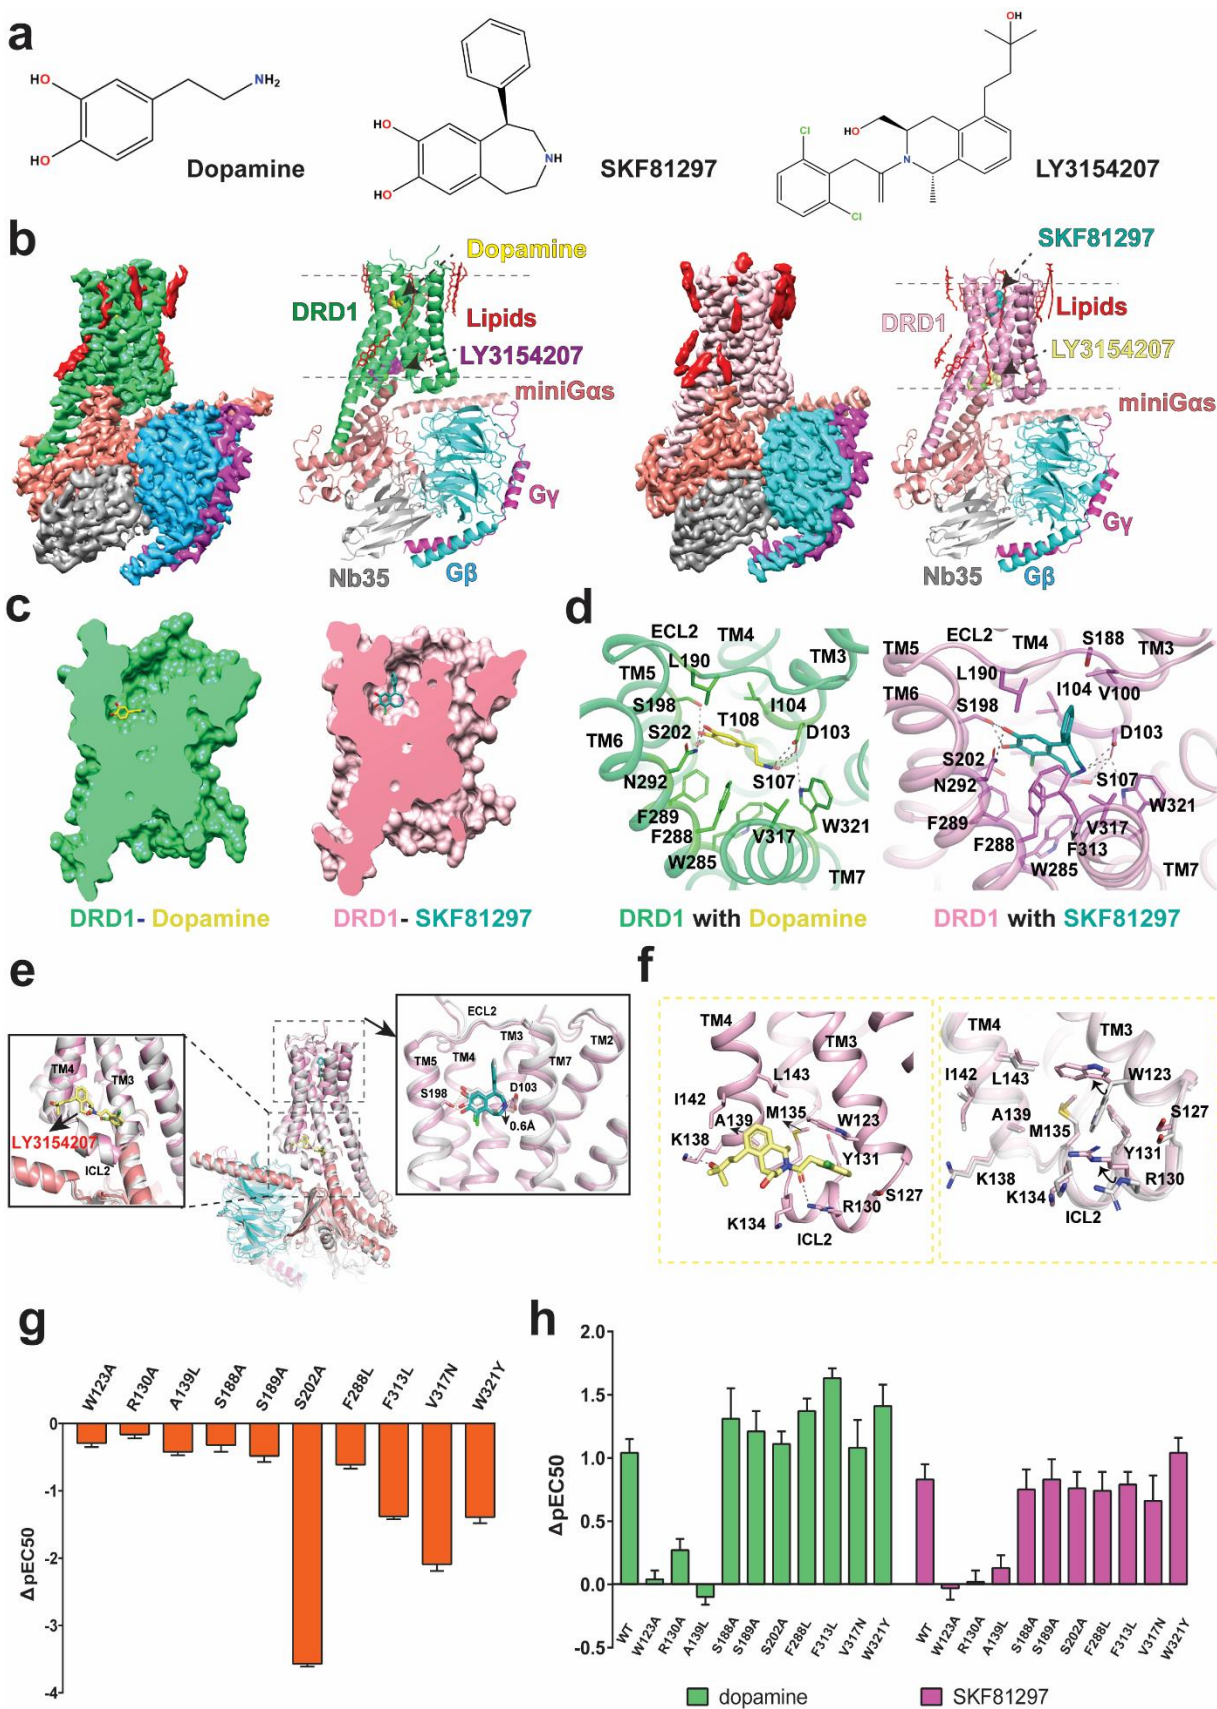 a
HO
HO
NH2
Dopamine
HO
HO
NH
SKF81297
OH
HO
Cl
Cl
N
LY3154207
b
DRD1
Dopamine
Lipids
LY3154207
miniGαs
Gγ
Nb35
Gβ
SKF81297
DRD1
Lipids
LY3154207
miniGαs
Gγ
Nb35
Gβ
c
DRD1- Dopamine
DRD1- SKF81297
d
ECL2
TM4
TM3
L190
TM5
S198
T108
I104
S202
D103
TM6
N292
S107
F289
F288
V317
W321
W285
TM7
DRD1 with Dopamine
TM5
ECL2
TM4
S188
TM3
L190
I104
V100
TM6
S198
D103
S202
S107
N292
W321
F289
V317
F288
F313
W285
TM7
DRD1 with SKF81297
e
TM4
TM3
LY3154207
ICL2
ECL2
TM3
TM2
TM5
TM4
TM7
S198
D103
0.6Å
f
TM4
TM3
L143
I142
A139
M135
W123
K138
Y131
S127
K134
R130
ICL2
TM4
TM3
I142
L143
W123
A139
S127
M135
Y131
K138
K134
R130
ICL2
g
W123A
R130A
A139L
S188A
S189A
S202A
F288L
F313L
V317N
W321Y
0
-1
-2
-3
-4
ΔpEC50
h
2.0
1.5
1.0
0.5
0.0
-0.5
ΔpEC50
WT
W123A
R130A
A139L
S188A
S189A
S202A
F288L
F313L
V317N
W321Y
WT
W123A
R130A
A139L
S188A
S189A
S202A
F288L
F313L
V317N
W321Y
dopamine
SKF81297